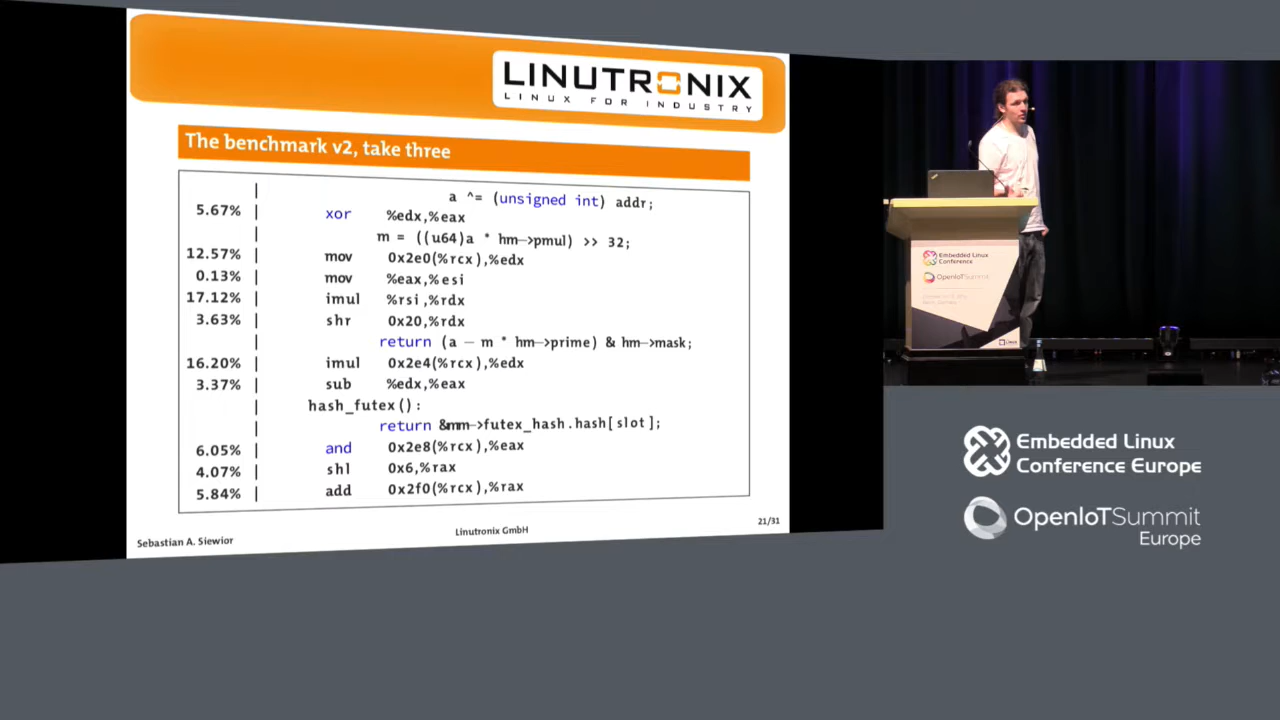 LINUTRONIX
LINUX FOR INDUSTRY
The benchmark v2, take three
| a ^= (unsigned int) addr;
5.67% | xor %edx,%eax
| m = ((u64)a * hm—>pmul) >> 32;
12.57% | mov 0x2e0(%rcx),%edx
0.13% | mov %eax,%esi
17.12% | imul %rsi,%rdx
3.63% | shr 0x20,%rdx
| return (a — m * hm—>prime) & hm—>mask;
16.20% | imul 0x2e4(%rcx),%edx
3.37% | sub %edx,%eax
| hash_futex():
| return &mm—>futex_hash.hash[slot];
6.05% | and 0x2e8(%rcx),%eax
4.07% | shl 0x6,%rax
5.84% | add 0x2f0(%rcx),%rax
Sebastian A. Siewior
Linutronix GmbH
21/31
Embedded Linux
Conference
OpenIoTSummit
Embedded Linux
Conference Europe
OpenIoTSummit
Europe